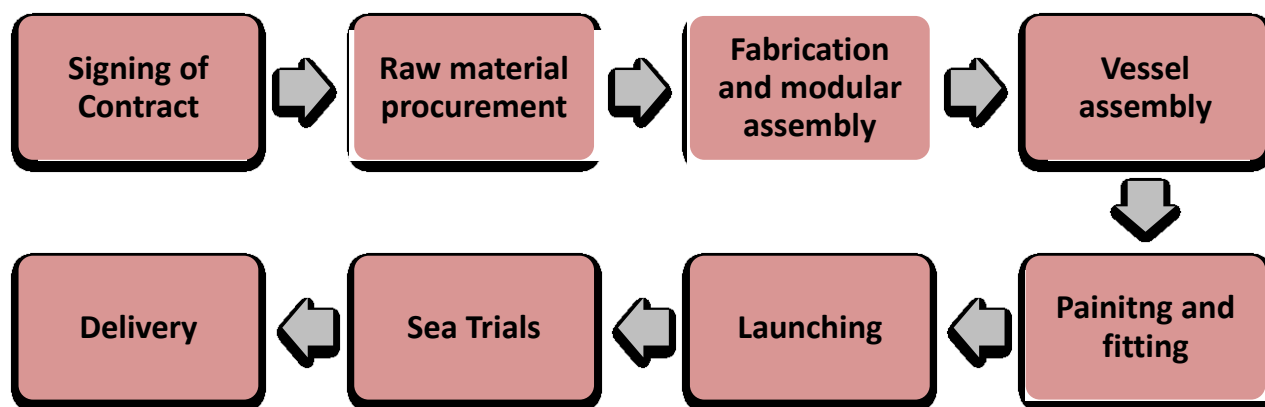 Signing of
Contract
Raw material
procurement
Fabrication
and modular
assembly
Vessel
assembly
Painitng and
fitting
Launching
Sea Trials
Delivery